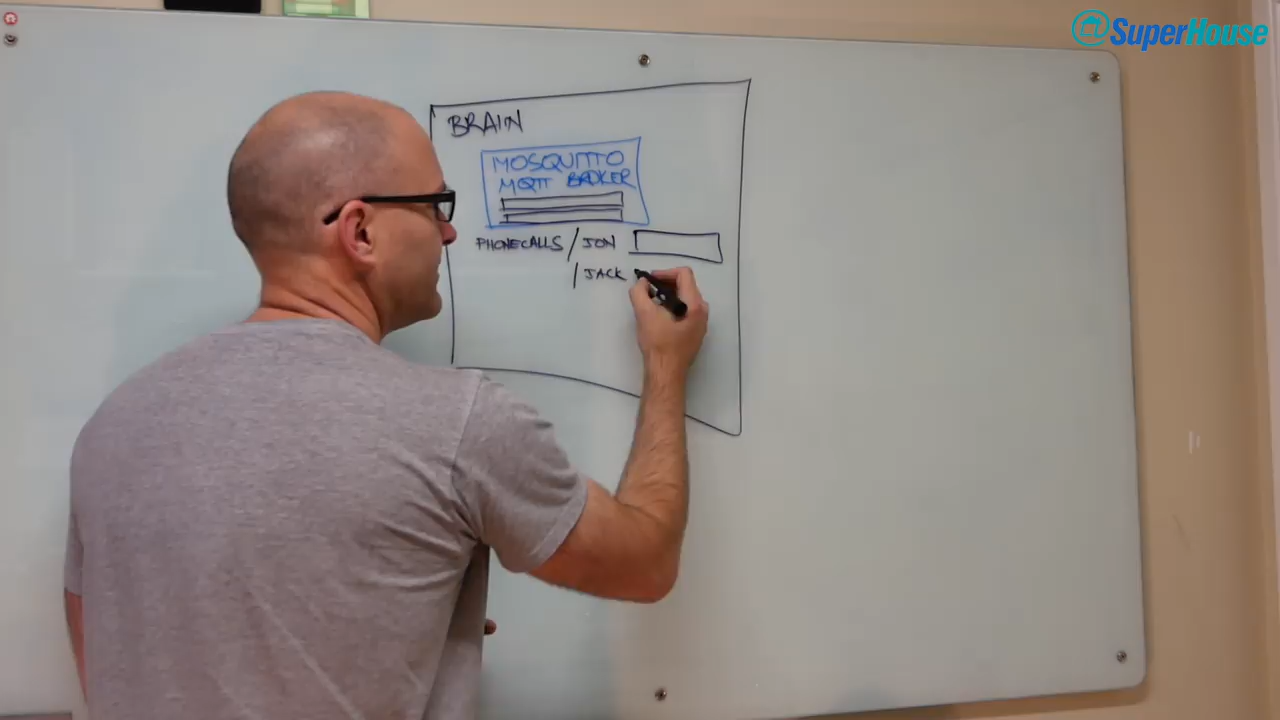 @SuperHouse
BRAIN
MOSQUITTO
MQTT BROKER
PHONECALLS / JON
/ JACK